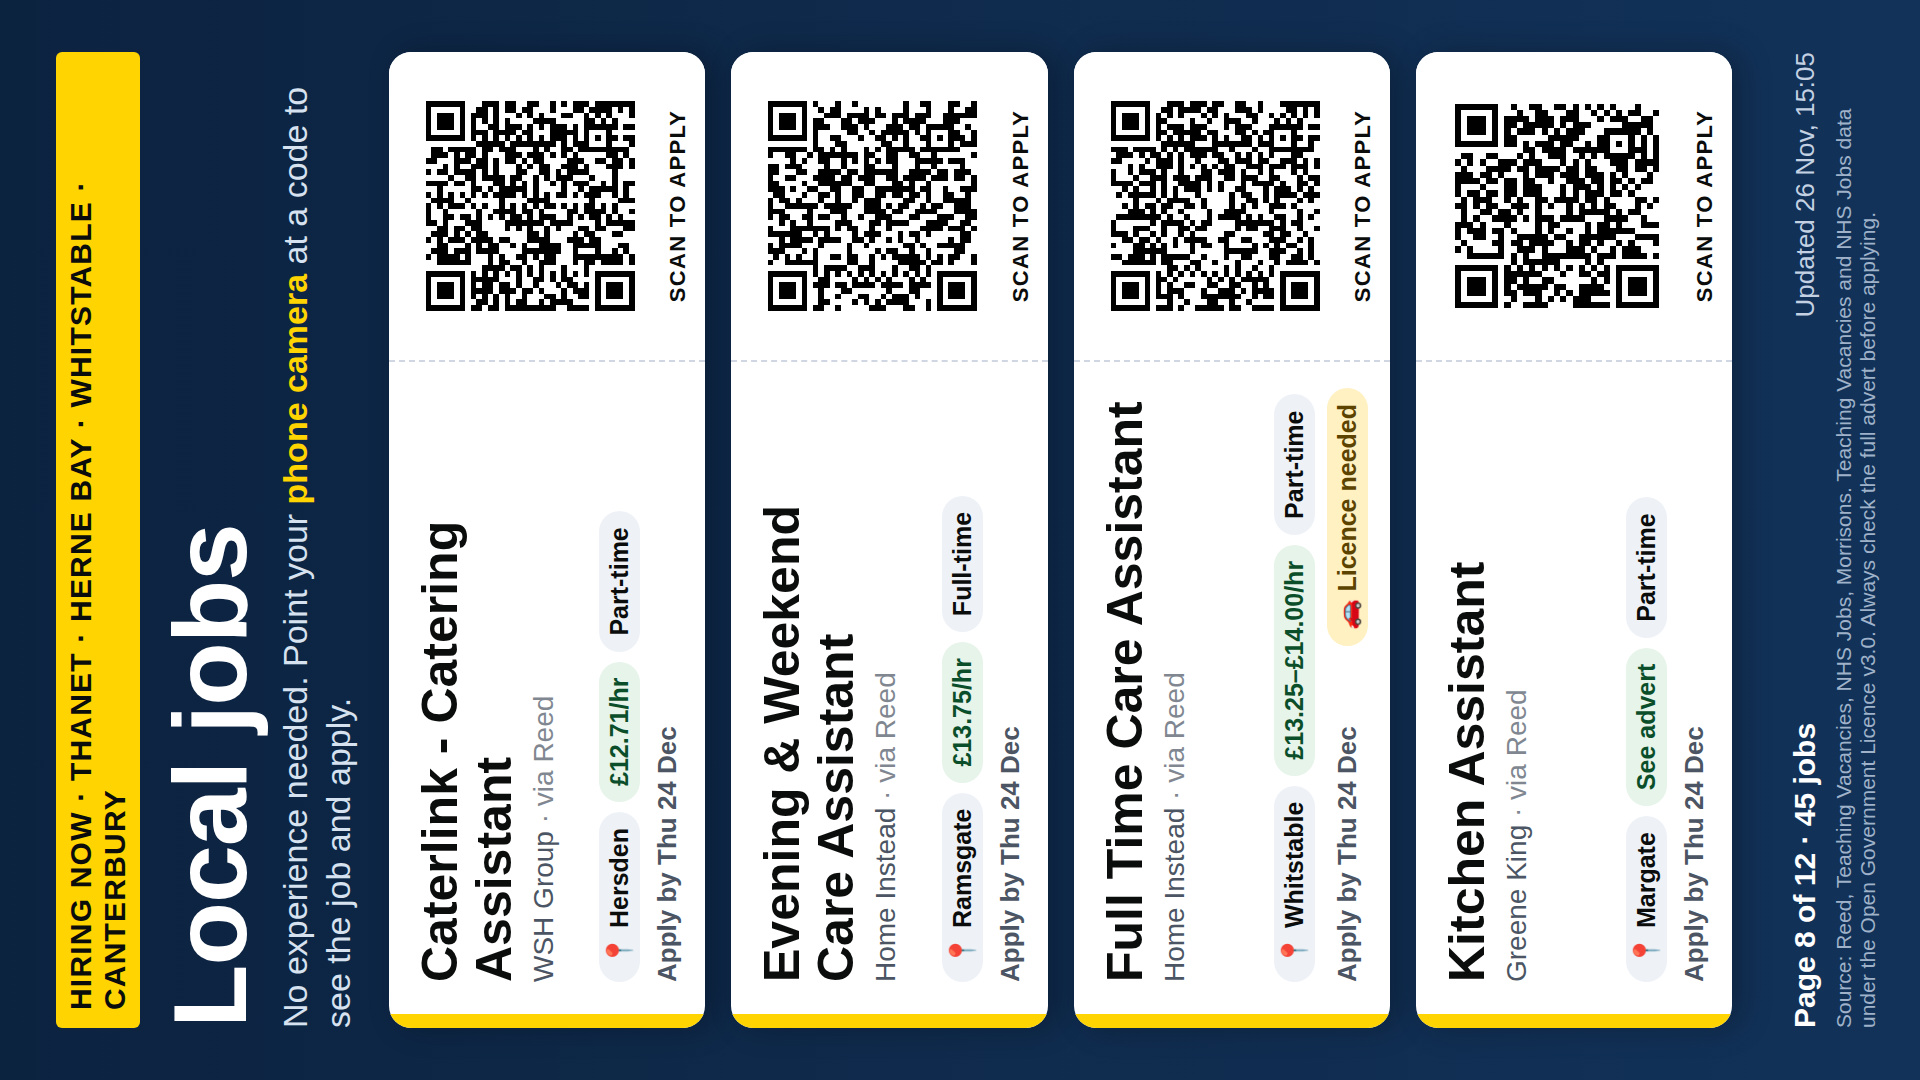 HIRING NOW · THANET · HERNE BAY · WHITSTABLE ·
CANTERBURY
Local jobs
No experience needed. Point your phone camera at a code to
see the job and apply.
Caterlink - Catering
Assistant
WSH Group · via Reed
📍 Hersden £12.71/hr Part-time
Apply by Thu 24 Dec
SCAN TO APPLY
Evening & Weekend
Care Assistant
Home Instead · via Reed
📍 Ramsgate £13.75/hr Full-time
Apply by Thu 24 Dec
SCAN TO APPLY
Full Time Care Assistant
Home Instead · via Reed
📍 Whitstable £13.25–£14.00/hr Part-time
Apply by Thu 24 Dec 🚗 Licence needed
SCAN TO APPLY
Kitchen Assistant
Greene King · via Reed
📍 Margate See advert Part-time
Apply by Thu 24 Dec
SCAN TO APPLY
Page 8 of 12 · 45 jobs Updated 26 Nov, 15:05
Source: Reed, Teaching Vacancies, NHS Jobs, Morrisons. Teaching Vacancies and NHS Jobs data
under the Open Government Licence v3.0. Always check the full advert before applying.